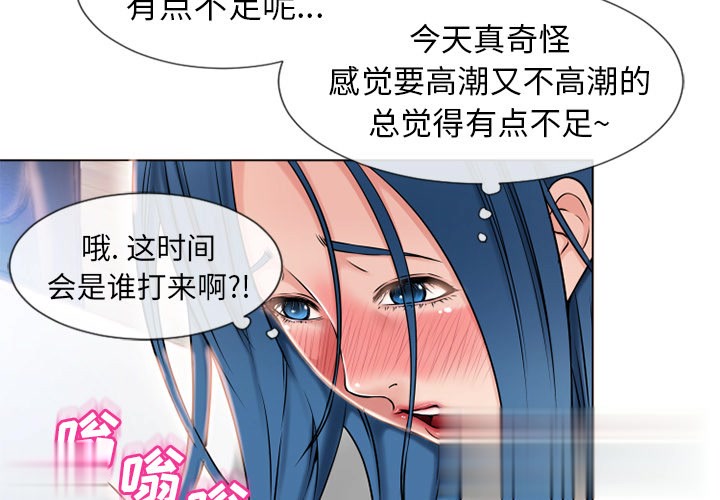 有点不足呢...
今天真奇怪
感觉要高潮又不高潮的
总觉得有点不足~
哦. 这时间
会是谁打来啊?!
嗡
嗡
嗡